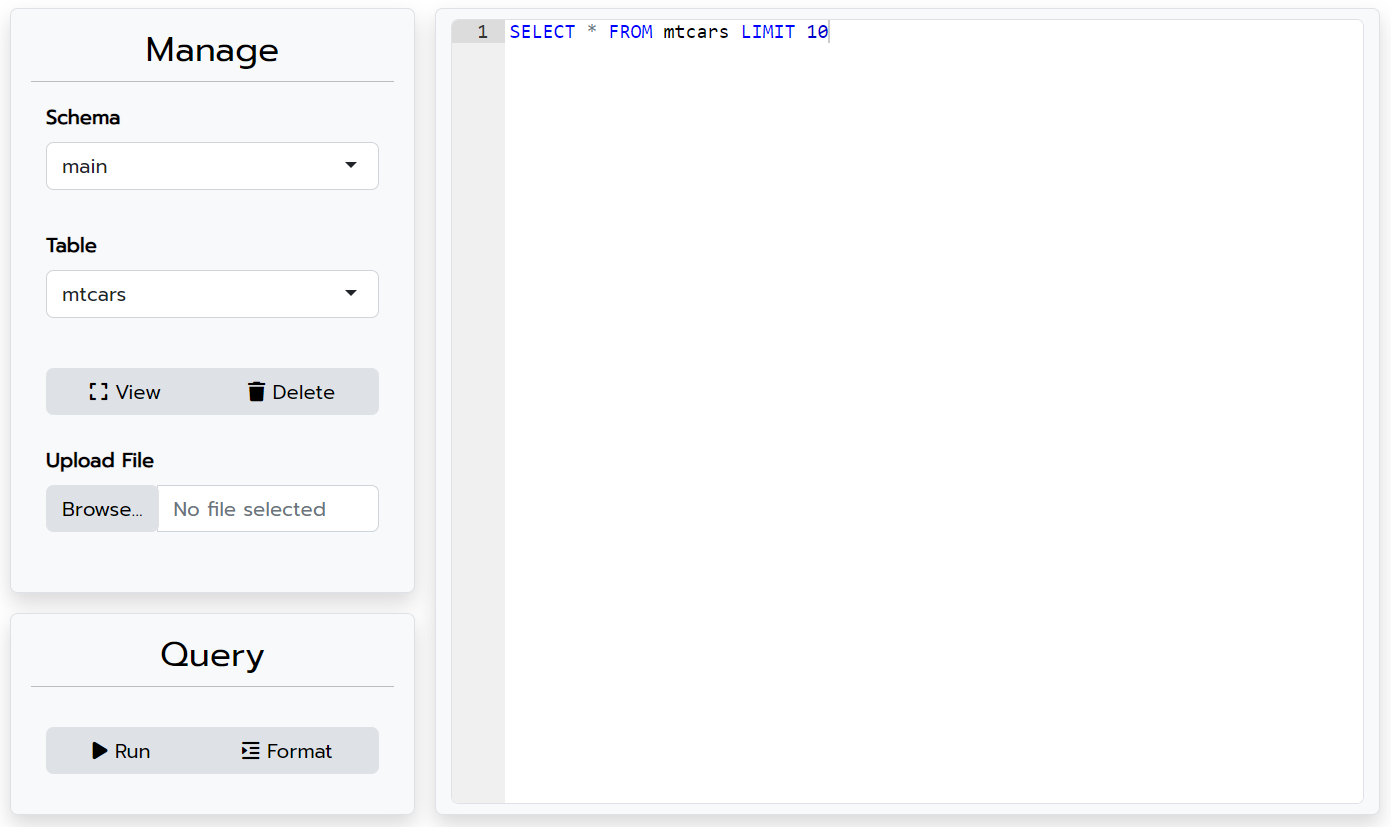 Manage
Schema
main
Table
mtcars
View Delete
Upload File
Browse... No file selected
Query
Run Format
1 SELECT * FROM mtcars LIMIT 10